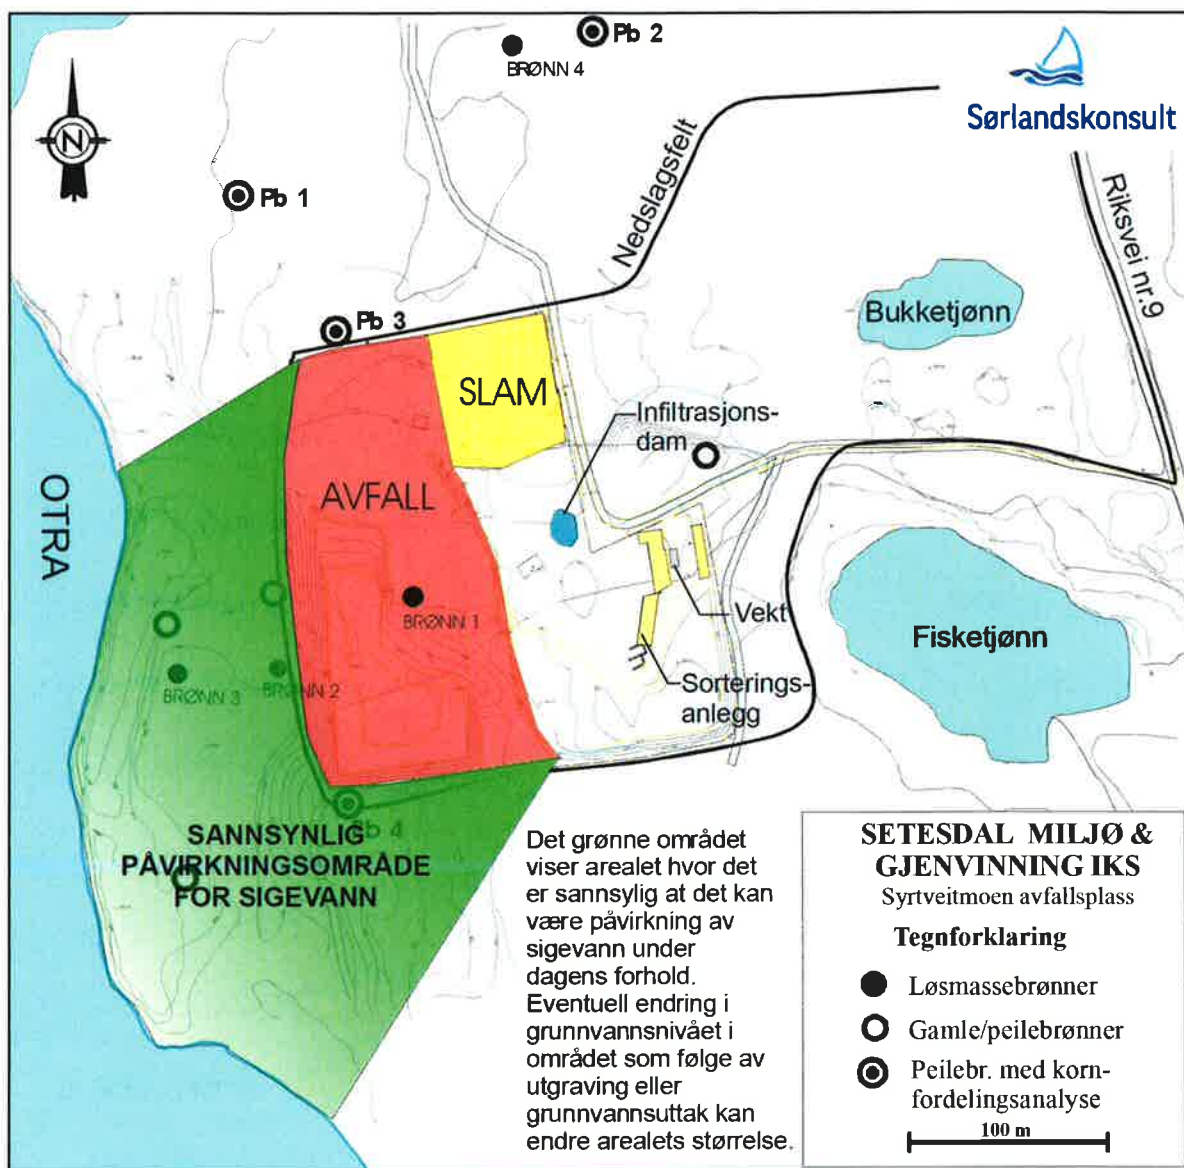 Pb 2
BRØNN 4
Sørlandskonsult
N
Nedslagsfelt
Riksvei nr.9
Pb 1
Bukketjønn
Pb 3
SLAM
Infiltrasjons-
dam
OTRA
AVFALL
BRØNN 1
Vekt
Fisketjønn
BRØNN 3
BRØNN 2
Sorterings-
anlegg
Pb 4
SANNSYNLIG
PÅVIRKNINGSOMRÅDE
FOR SIGEVANN
Det grønne området
viser arealet hvor det
er sannsylig at det kan
være påvirkning av
sigevann under
dagens forhold.
Eventuell endring i
grunnvannsnivået i
området som følge av
utgraving eller
grunnvannsuttak kan
endre arealets størrelse.
SETESDAL MILJØ &
GJENVINNING IKS
Syrtveitmoen avfallsplass
Tegnforklaring
Løsmassebrønner
Gamle/peilebrønner
Peilebr. med korn-
fordelingsanalyse
100 m